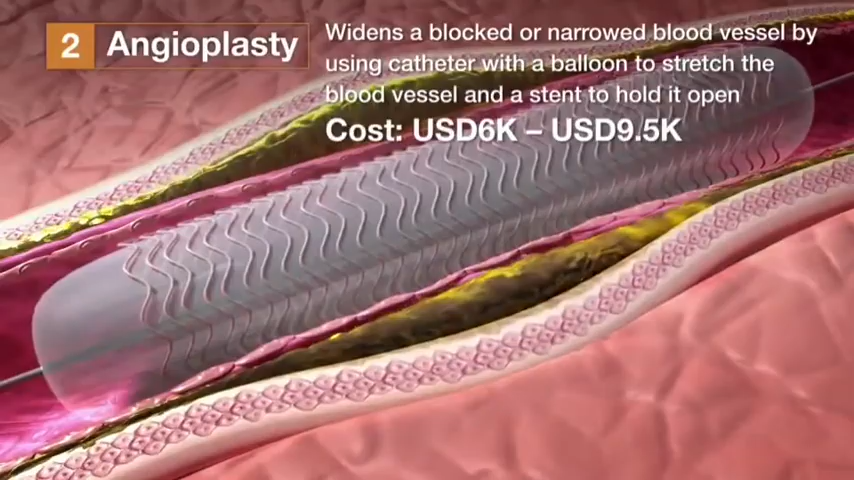 2 Angioplasty
Widens a blocked or narrowed blood vessel by
using catheter with a balloon to stretch the
blood vessel and a stent to hold it open
Cost: USD6K – USD9.5K